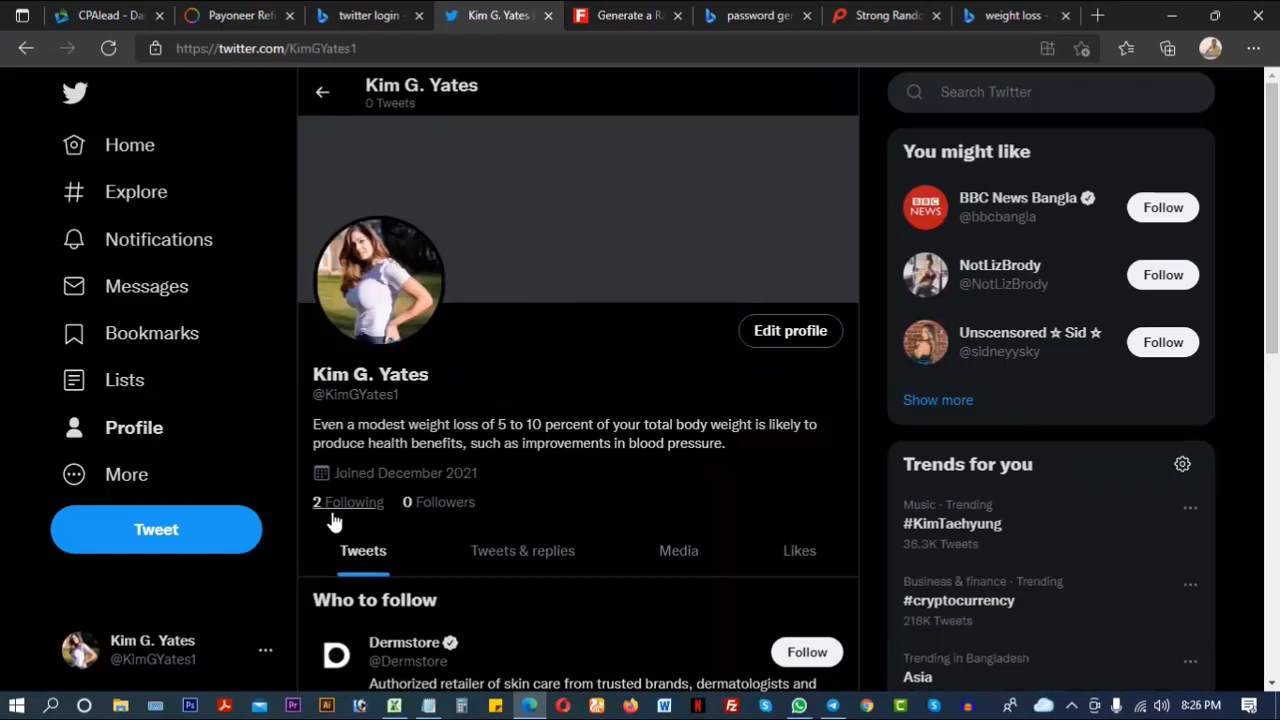 CPAlead - Da
Payoneer Ref
twitter login
Kim G. Yates
Generate a Ra
password gen
Strong Rando
weight loss -
https://twitter.com/KimGYates1
Kim G. Yates
0 Tweets
Home
Explore
Notifications
Messages
Bookmarks
Lists
Profile
More
Tweet
Kim G. Yates
@KimGYates1
Edit profile
Kim G. Yates
@KimGYates1
Even a modest weight loss of 5 to 10 percent of your total body weight is likely to
produce health benefits, such as improvements in blood pressure.
Joined December 2021
2 Following 0 Followers
Tweets Tweets & replies Media Likes
Who to follow
Dermstore
@Dermstore
Follow
Authorized retailer of skin care from trusted brands, dermatologists and
Search Twitter
You might like
BBC NEWS
BBC News Bangla
@bbcbangla
Follow
NotLizBrody
@NotLizBrody
Follow
Unscensored ☆ Sid ☆
@sidneyysky
Follow
Show more
Trends for you
Music · Trending
#KimTaehyung
36.3K Tweets
Business & finance · Trending
#cryptocurrency
218K Tweets
Trending in Bangladesh
Asia
8:26 PM